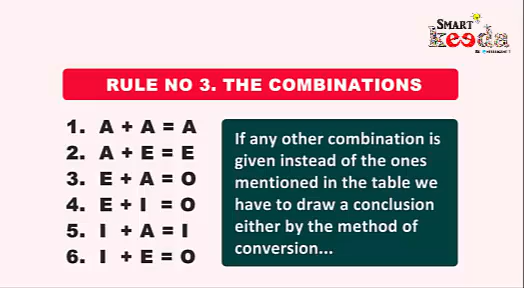 SMART
keeda
RULE NO 3. THE COMBINATIONS
1. A + A = A
2. A + E = E
3. E + A = O
4. E + I = O
5. I + A = I
6. I + E = O
If any other combination is
given instead of the ones
mentioned in the table we
have to draw a conclusion
either by the method of
conversion...